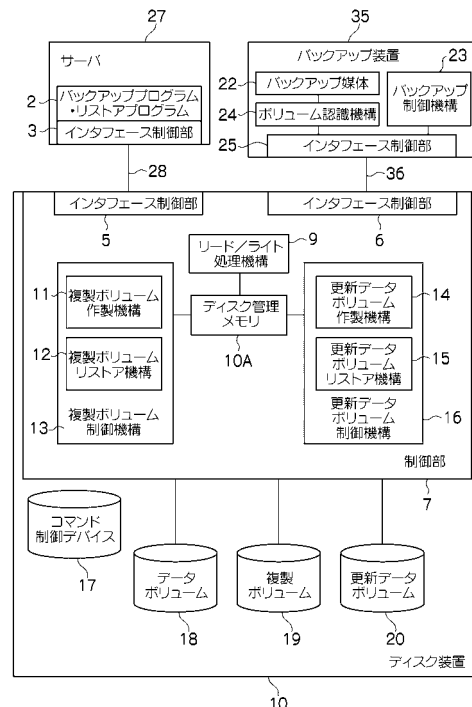 27
サーバ
2
バックアッププログラム
・リストアプログラム
3
インタフェース制御部
28
35
バックアップ装置
22
バックアップ媒体
23
バックアップ
制御機構
24
ボリューム認識機構
25
インタフェース制御部
36
インタフェース制御部
5
インタフェース制御部
6
リード/ライト
処理機構
9
ディスク管理
メモリ
10A
11
複製ボリューム
作製機構
12
複製ボリューム
リストア機構
13
複製ボリューム
制御機構
更新データ
ボリューム
作製機構
14
更新データ
ボリューム
リストア機構
15
更新データ
ボリューム
制御機構
16
制御部
7
コマンド
制御デバイス
17
データ
ボリューム
18
複製
ボリューム
19
更新データ
ボリューム
20
ディスク装置
10